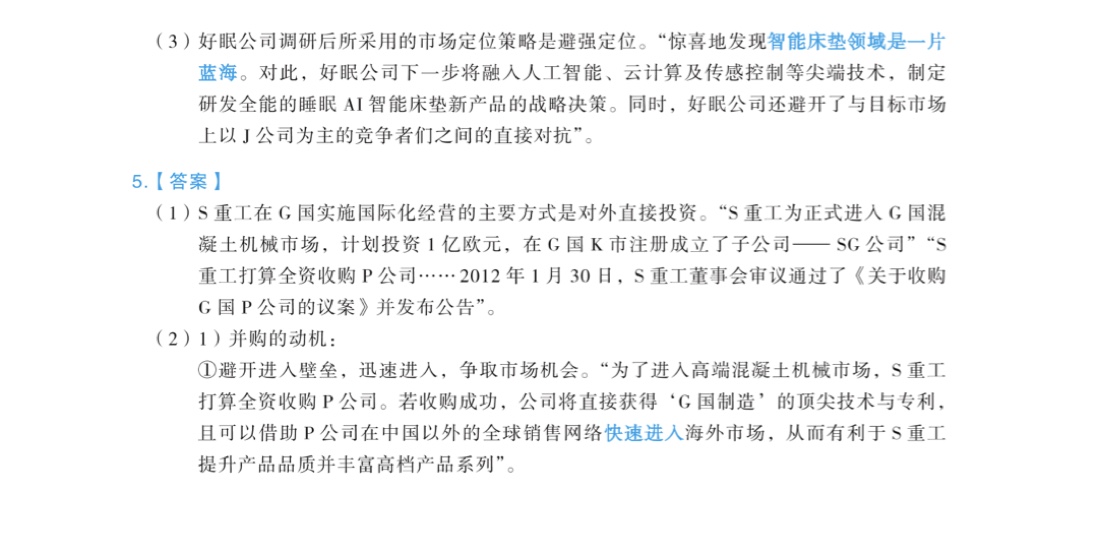 （3）好眠公司调研后所采用的市场定位策略是避强定位。“惊喜地发现智能床垫领域是一片
蓝海。对此，好眠公司下一步将融入人工智能、云计算及传感控制等尖端技术，制定
研发全能的睡眠 AI 智能床垫新产品的战略决策。同时，好眠公司还避开了与目标市场
上以 J 公司为主的竞争者们之间的直接对抗”。
5.【答案】
（1）S 重工在 G 国实施国际化经营的主要方式是对外直接投资。“S 重工为正式进入 G 国混
凝土机械市场，计划投资 1 亿欧元，在 G 国 K 市注册成立了子公司—— SG 公司”“S
重工打算全资收购 P 公司……2012 年 1 月 30 日，S 重工董事会审议通过了《关于收购
G 国 P 公司的议案》并发布公告”。
（2）1）并购的动机：
①避开进入壁垒，迅速进入，争取市场机会。“为了进入高端混凝土机械市场，S 重工
打算全资收购 P 公司。若收购成功，公司将直接获得‘G 国制造’的顶尖技术与专利，
且可以借助 P 公司在中国以外的全球销售网络快速进入海外市场，从而有利于 S 重工
提升产品品质并丰富高档产品系列”。